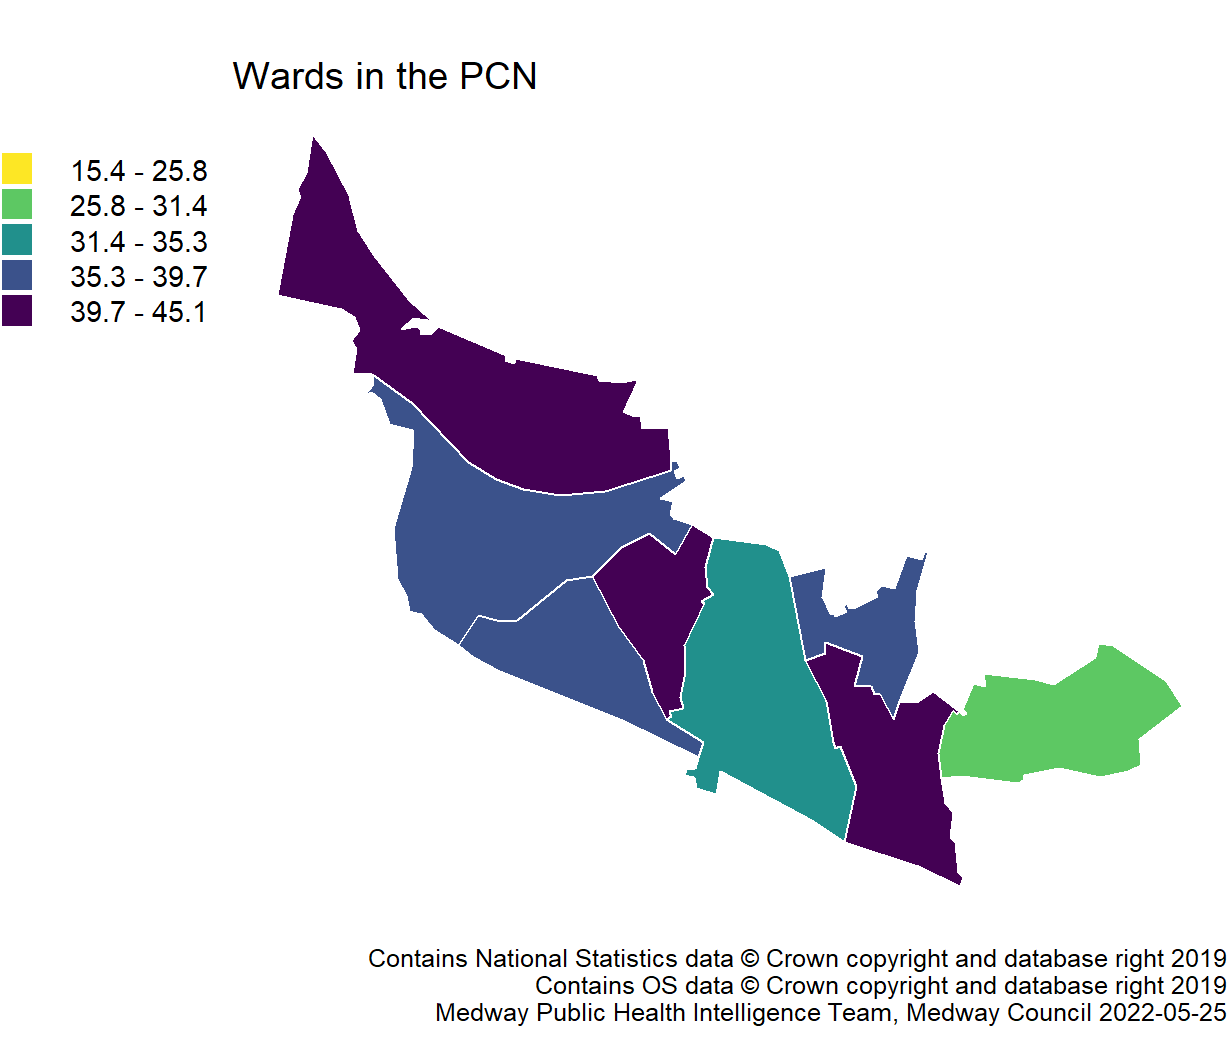 Wards in the PCN
15.4 - 25.8
25.8 - 31.4
31.4 - 35.3
35.3 - 39.7
39.7 - 45.1
Contains National Statistics data © Crown copyright and database right 2019
Contains OS data © Crown copyright and database right 2019
Medway Public Health Intelligence Team, Medway Council 2022-05-25